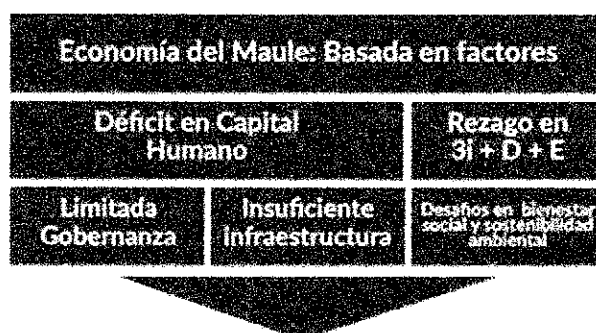 Economía del Maule: Basada en factores
Déficit en Capital
Humano
Rezago en
3i + D + E
Limitada
Gobernanza
Insuficiente
infraestructura
Desafíos en bienestar
social y sostenibilidad
ambiental